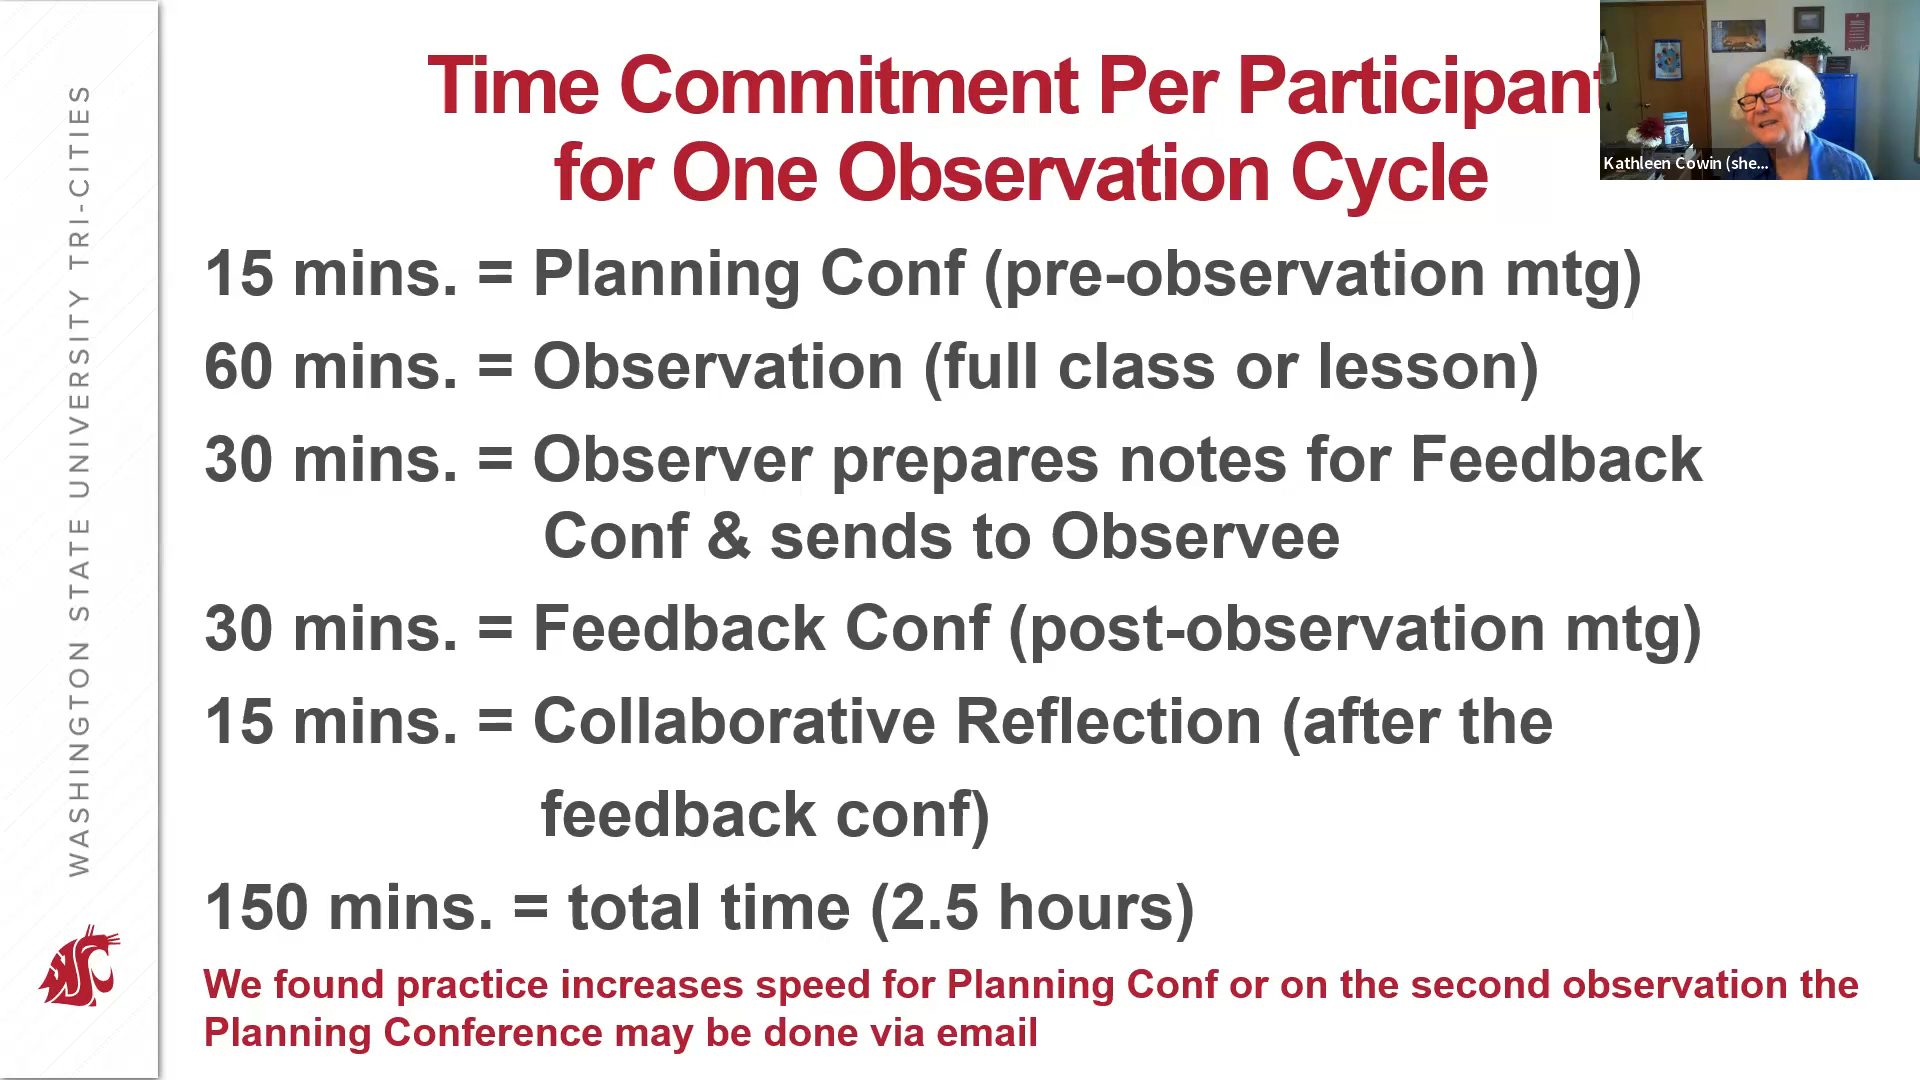 WASHINGTON STATE UNIVERSITY TRI-CITIES
Time Commitment Per Participant
for One Observation Cycle
Kathleen Cowin (she...
15 mins. = Planning Conf (pre-observation mtg)
60 mins. = Observation (full class or lesson)
30 mins. = Observer prepares notes for Feedback
Conf & sends to Observee
30 mins. = Feedback Conf (post-observation mtg)
15 mins. = Collaborative Reflection (after the
feedback conf)
150 mins. = total time (2.5 hours)
We found practice increases speed for Planning Conf or on the second observation the
Planning Conference may be done via email